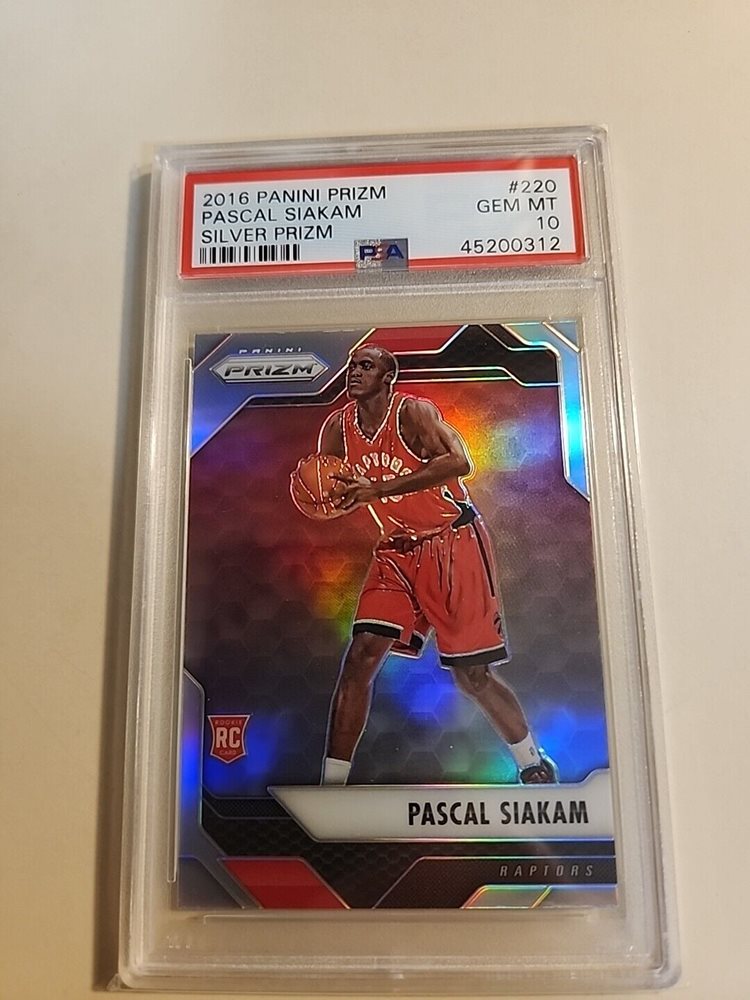 2016 PANINI PRIZM #220
PASCAL SIAKAM GEM MT
SILVER PRIZM 10
PSA 45200312
PANINI
PRIZM
RAPTORS
ROOKIE
RC
CARD
PASCAL SIAKAM
RAPTORS